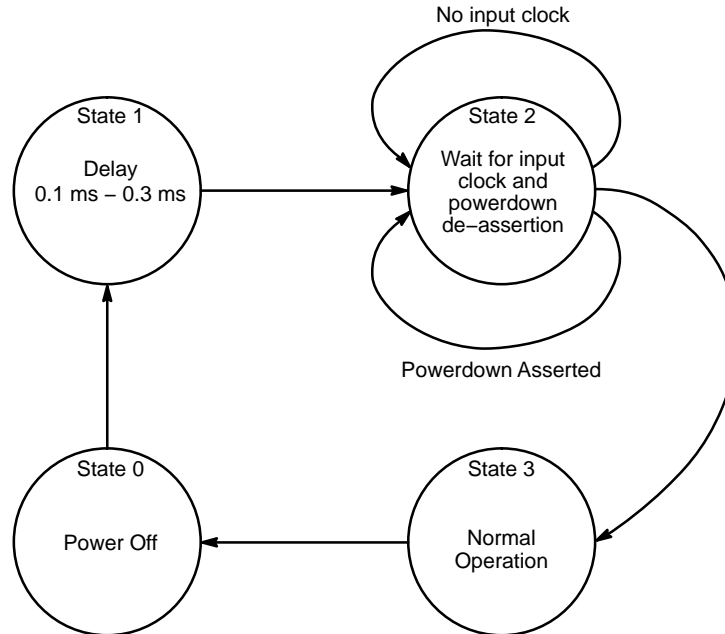 No input clock
State 1
Delay
0.1 ms – 0.3 ms
State 2
Wait for input
clock and
powerdown
de–assertion
Powerdown Asserted
State 0
Power Off
State 3
Normal
Operation